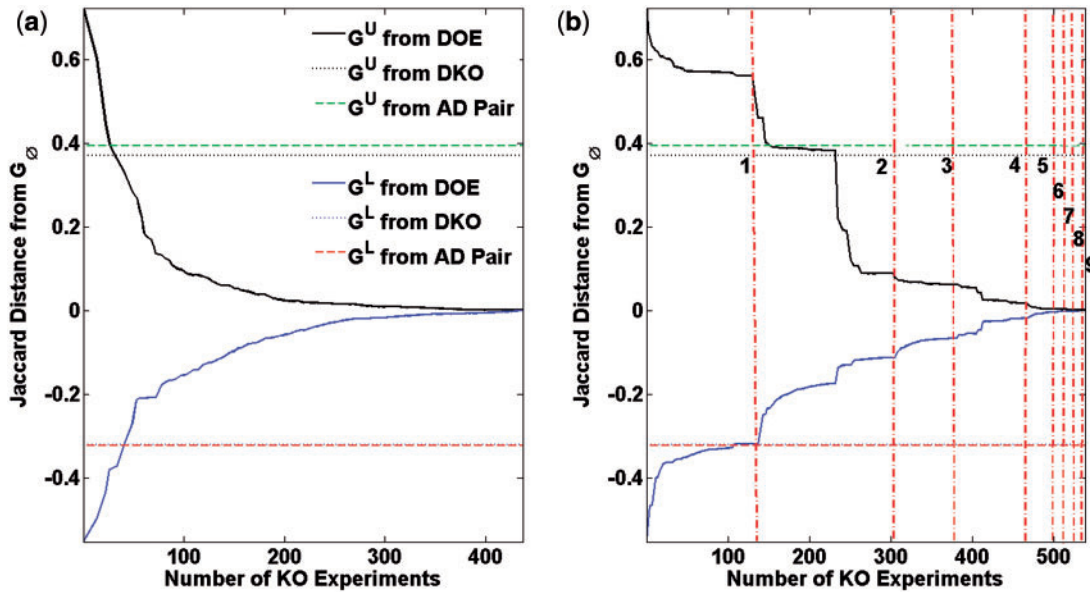 (a)
0.6
0.4
0.2
0
-0.2
-0.4
Jaccard Distance from G∅
G^U from DOE
G^U from DKO
G^U from AD Pair
G^L from DOE
G^L from DKO
G^L from AD Pair
100
200
300
400
Number of KO Experiments
(b)
0.6
0.4
0.2
0
-0.2
-0.4
Jaccard Distance from G∅
1
2
3
4
5
6
7
8
9
100
200
300
400
500
Number of KO Experiments